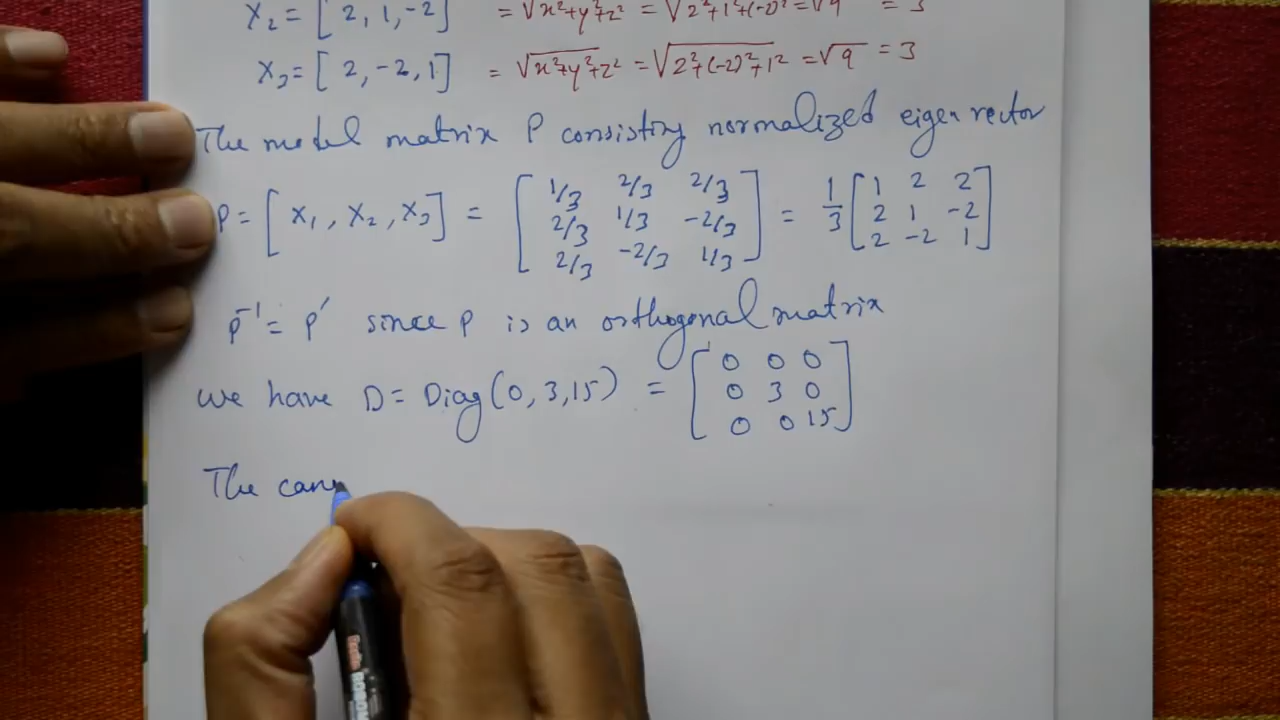 X₂ = [ 2, 1, -2] = √x²+y²+z² = √2²+1²+(-2)² = √9 = 3
X₃ = [ 2, -2, 1] = √x²+y²+z² = √2²+(-2)²+1² = √9 = 3
The model matrix P consisting normalized eigen vector
P = [ X₁, X₂, X₃ ] = [ 1/3 2/3 2/3 = 1/3 [ 1 2 2
2/3 1/3 -2/3 2 1 -2
2/3 -2/3 1/3 ] 2 -2 1 ]
P⁻¹ = P′ since P is an orthogonal matrix
we have D = Diag(0, 3, 15) = [ 0 0 0
0 3 0
0 0 15 ]
The can